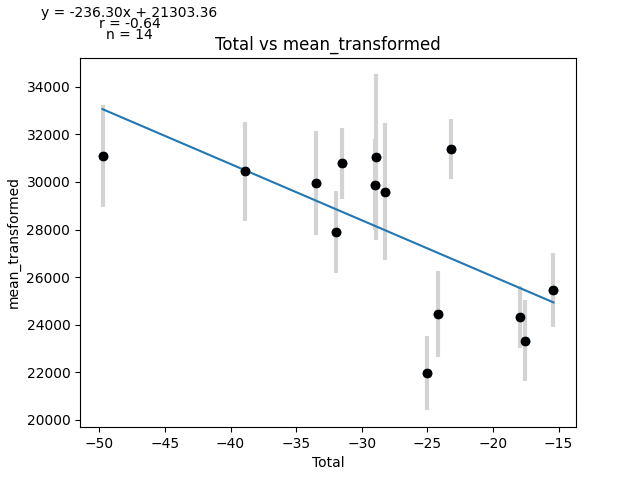 y = -236.30x + 21303.36
r = -0.64
n = 14
Total vs mean_transformed
34000
32000
30000
28000
26000
24000
22000
20000
mean_transformed
−50
−45
−40
−35
−30
−25
−20
−15
Total